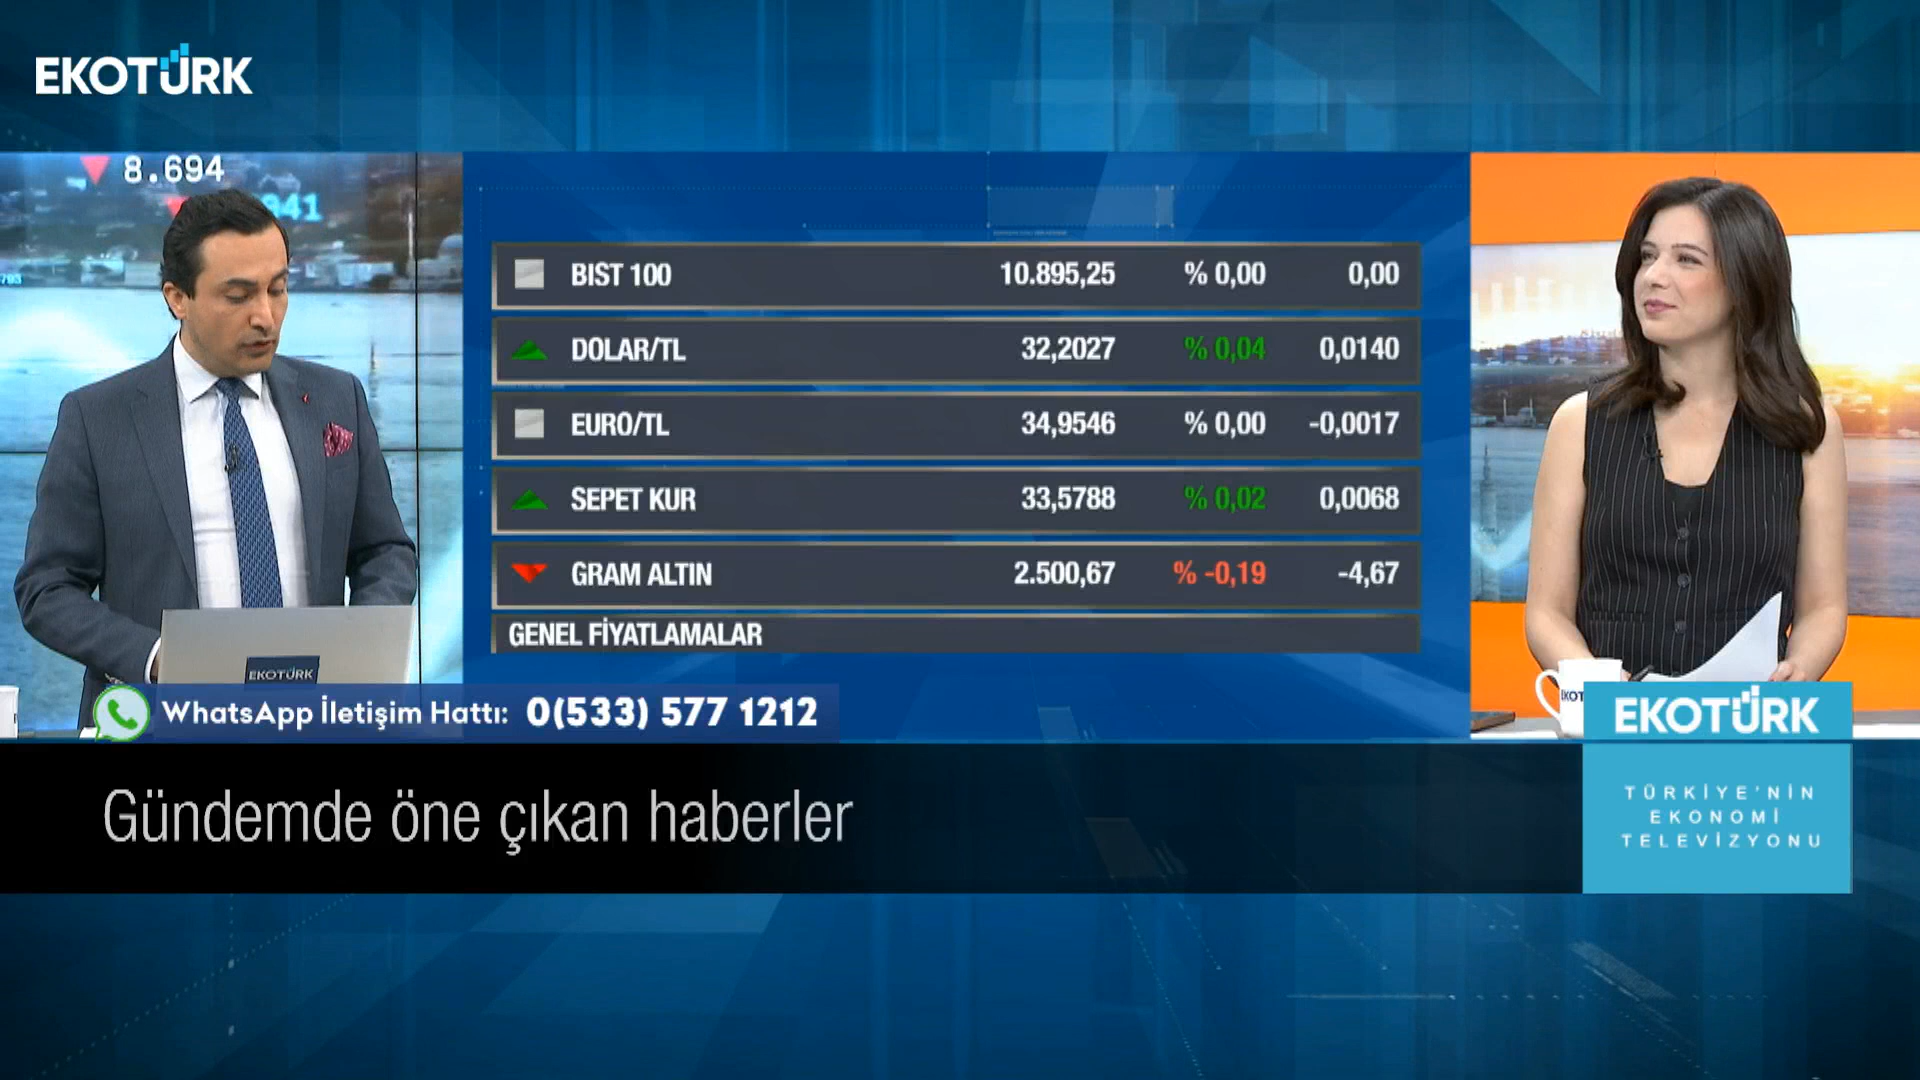 EKOTÜRK
8.694
941
BIST 100 10.895,25 % 0,00 0,00
DOLAR/TL 32,2027 % 0,04 0,0140
EURO/TL 34,9546 % 0,00 -0,0017
SEPET KUR 33,5788 % 0,02 0,0068
GRAM ALTIN 2.500,67 % -0,19 -4,67
GENEL FİYATLAMALAR
EKOTÜRK
WhatsApp İletişim Hattı: 0(533) 577 1212
EKOTÜRK
Gündemde öne çıkan haberler
TÜRKİYE'NİN
EKONOMİ
TELEVİZYONU